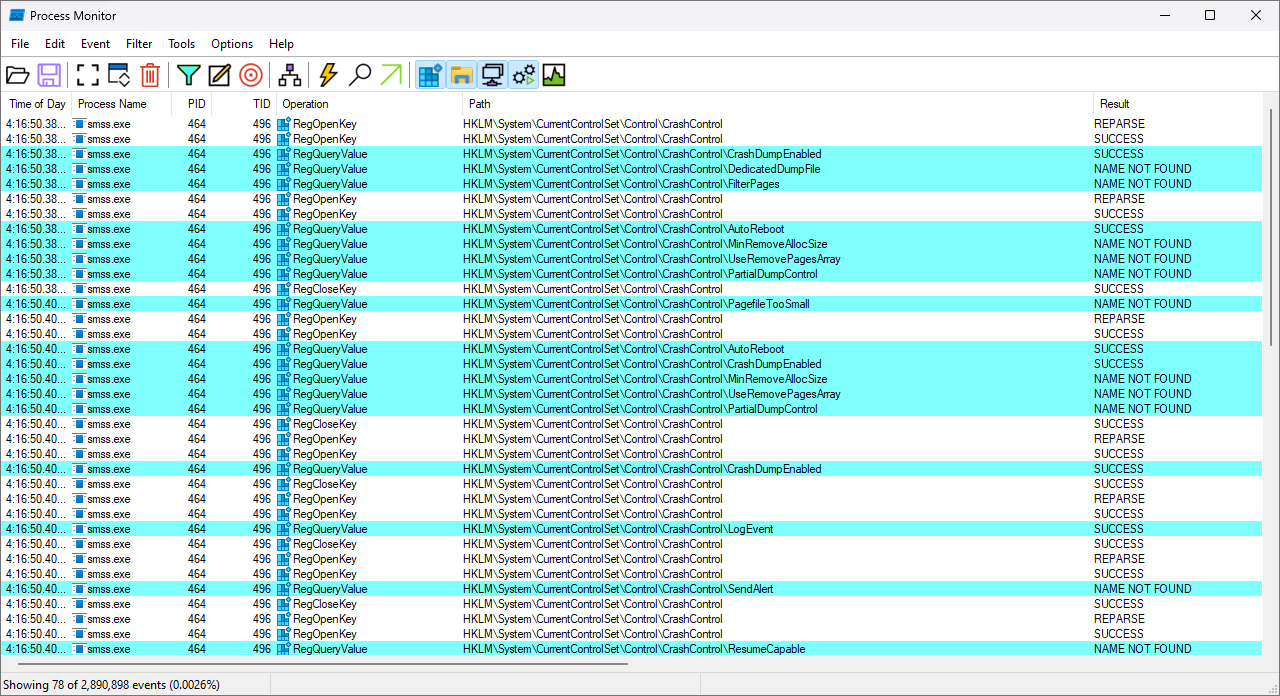 Process Monitor
File Edit Event Filter Tools Options Help
Time of Day Process Name PID TID Operation Path Result
4:16:50.38... smss.exe 464 496 RegOpenKey HKLM\System\CurrentControlSet\Control\CrashControl REPARSE
4:16:50.38... smss.exe 464 496 RegOpenKey HKLM\System\CurrentControlSet\Control\CrashControl SUCCESS
4:16:50.38... smss.exe 464 496 RegQueryValue HKLM\System\CurrentControlSet\Control\CrashControl\CrashDumpEnabled SUCCESS
4:16:50.38... smss.exe 464 496 RegQueryValue HKLM\System\CurrentControlSet\Control\CrashControl\DedicatedDumpFile NAME NOT FOUND
4:16:50.38... smss.exe 464 496 RegQueryValue HKLM\System\CurrentControlSet\Control\CrashControl\FilterPages NAME NOT FOUND
4:16:50.38... smss.exe 464 496 RegOpenKey HKLM\System\CurrentControlSet\Control\CrashControl REPARSE
4:16:50.38... smss.exe 464 496 RegOpenKey HKLM\System\CurrentControlSet\Control\CrashControl SUCCESS
4:16:50.38... smss.exe 464 496 RegQueryValue HKLM\System\CurrentControlSet\Control\CrashControl\AutoReboot SUCCESS
4:16:50.38... smss.exe 464 496 RegQueryValue HKLM\System\CurrentControlSet\Control\CrashControl\MinRemoveAllocSize NAME NOT FOUND
4:16:50.38... smss.exe 464 496 RegQueryValue HKLM\System\CurrentControlSet\Control\CrashControl\UseRemovePagesArray NAME NOT FOUND
4:16:50.38... smss.exe 464 496 RegQueryValue HKLM\System\CurrentControlSet\Control\CrashControl\PartialDumpControl NAME NOT FOUND
4:16:50.38... smss.exe 464 496 RegCloseKey HKLM\System\CurrentControlSet\Control\CrashControl SUCCESS
4:16:50.40... smss.exe 464 496 RegQueryValue HKLM\System\CurrentControlSet\Control\CrashControl\PagefileTooSmall NAME NOT FOUND
4:16:50.40... smss.exe 464 496 RegOpenKey HKLM\System\CurrentControlSet\Control\CrashControl REPARSE
4:16:50.40... smss.exe 464 496 RegOpenKey HKLM\System\CurrentControlSet\Control\CrashControl SUCCESS
4:16:50.40... smss.exe 464 496 RegQueryValue HKLM\System\CurrentControlSet\Control\CrashControl\AutoReboot SUCCESS
4:16:50.40... smss.exe 464 496 RegQueryValue HKLM\System\CurrentControlSet\Control\CrashControl\CrashDumpEnabled SUCCESS
4:16:50.40... smss.exe 464 496 RegQueryValue HKLM\System\CurrentControlSet\Control\CrashControl\MinRemoveAllocSize NAME NOT FOUND
4:16:50.40... smss.exe 464 496 RegQueryValue HKLM\System\CurrentControlSet\Control\CrashControl\UseRemovePagesArray NAME NOT FOUND
4:16:50.40... smss.exe 464 496 RegQueryValue HKLM\System\CurrentControlSet\Control\CrashControl\PartialDumpControl NAME NOT FOUND
4:16:50.40... smss.exe 464 496 RegCloseKey HKLM\System\CurrentControlSet\Control\CrashControl SUCCESS
4:16:50.40... smss.exe 464 496 RegOpenKey HKLM\System\CurrentControlSet\Control\CrashControl REPARSE
4:16:50.40... smss.exe 464 496 RegOpenKey HKLM\System\CurrentControlSet\Control\CrashControl SUCCESS
4:16:50.40... smss.exe 464 496 RegQueryValue HKLM\System\CurrentControlSet\Control\CrashControl\CrashDumpEnabled SUCCESS
4:16:50.40... smss.exe 464 496 RegCloseKey HKLM\System\CurrentControlSet\Control\CrashControl SUCCESS
4:16:50.40... smss.exe 464 496 RegOpenKey HKLM\System\CurrentControlSet\Control\CrashControl REPARSE
4:16:50.40... smss.exe 464 496 RegOpenKey HKLM\System\CurrentControlSet\Control\CrashControl SUCCESS
4:16:50.40... smss.exe 464 496 RegQueryValue HKLM\System\CurrentControlSet\Control\CrashControl\LogEvent SUCCESS
4:16:50.40... smss.exe 464 496 RegCloseKey HKLM\System\CurrentControlSet\Control\CrashControl SUCCESS
4:16:50.40... smss.exe 464 496 RegOpenKey HKLM\System\CurrentControlSet\Control\CrashControl REPARSE
4:16:50.40... smss.exe 464 496 RegOpenKey HKLM\System\CurrentControlSet\Control\CrashControl SUCCESS
4:16:50.40... smss.exe 464 496 RegQueryValue HKLM\System\CurrentControlSet\Control\CrashControl\SendAlert NAME NOT FOUND
4:16:50.40... smss.exe 464 496 RegCloseKey HKLM\System\CurrentControlSet\Control\CrashControl SUCCESS
4:16:50.40... smss.exe 464 496 RegOpenKey HKLM\System\CurrentControlSet\Control\CrashControl REPARSE
4:16:50.40... smss.exe 464 496 RegOpenKey HKLM\System\CurrentControlSet\Control\CrashControl SUCCESS
4:16:50.40... smss.exe 464 496 RegQueryValue HKLM\System\CurrentControlSet\Control\CrashControl\ResumeCapable NAME NOT FOUND
Showing 78 of 2,890,898 events (0.0026%)